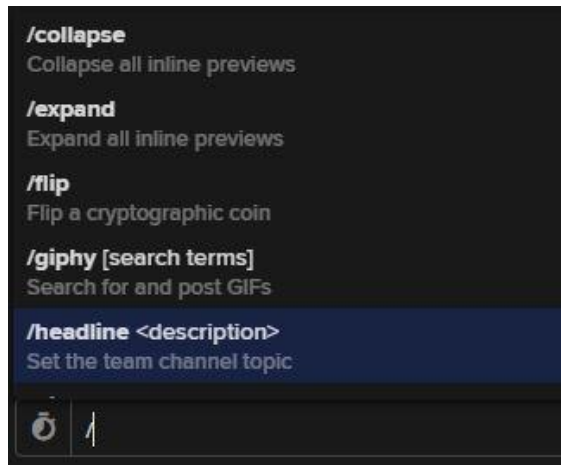 /collapse
Collapse all inline previews
/expand
Expand all inline previews
/flip
Flip a cryptographic coin
/giphy [search terms]
Search for and post GIFs
/headline <description>
Set the team channel topic
/